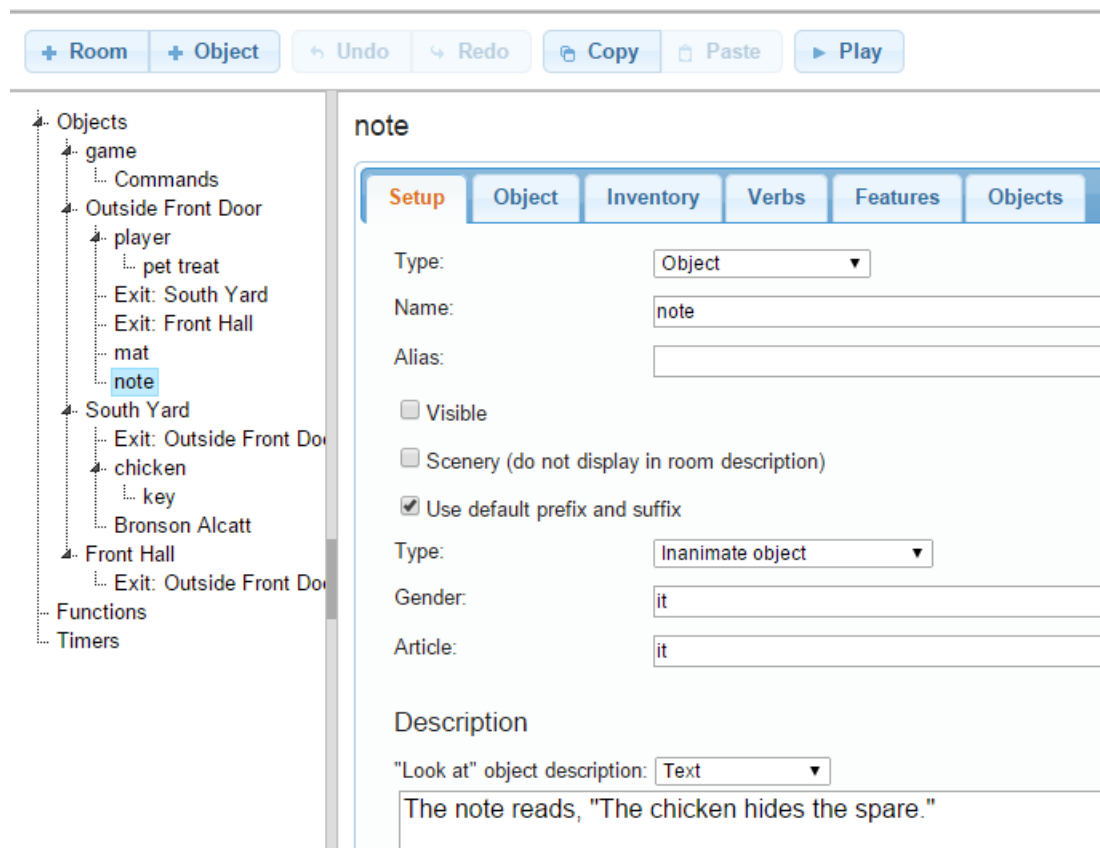 Room Object Undo Redo Copy Paste Play
Objects
game
Commands
Outside Front Door
player
pet treat
Exit: South Yard
Exit: Front Hall
mat
note
South Yard
Exit: Outside Front Doo
chicken
key
Bronson Alcatt
Front Hall
Exit: Outside Front Doo
Functions
Timers
note
Setup Object Inventory Verbs Features Objects
Type: Object
Name: note
Alias:
Visible
Scenery (do not display in room description)
Use default prefix and suffix
Type: Inanimate object
Gender: it
Article: it
Description
"Look at" object description: Text
The note reads, "The chicken hides the spare."